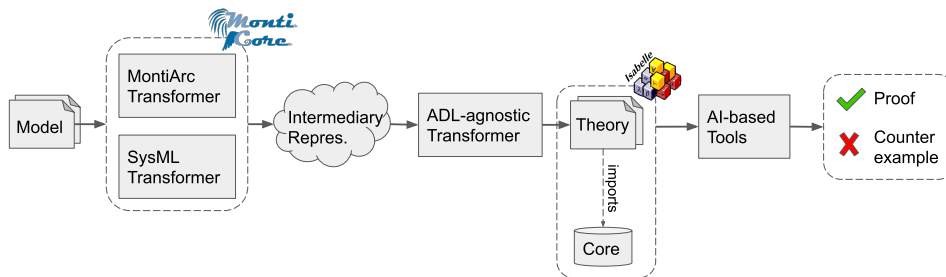 Monti
Core
MontiArc
Transformer
SysML
Transformer
Model
Intermediary
Repres.
ADL-agnostic
Transformer
Isabelle
Theory
imports
Core
AI-based
Tools
Proof
Counter
example